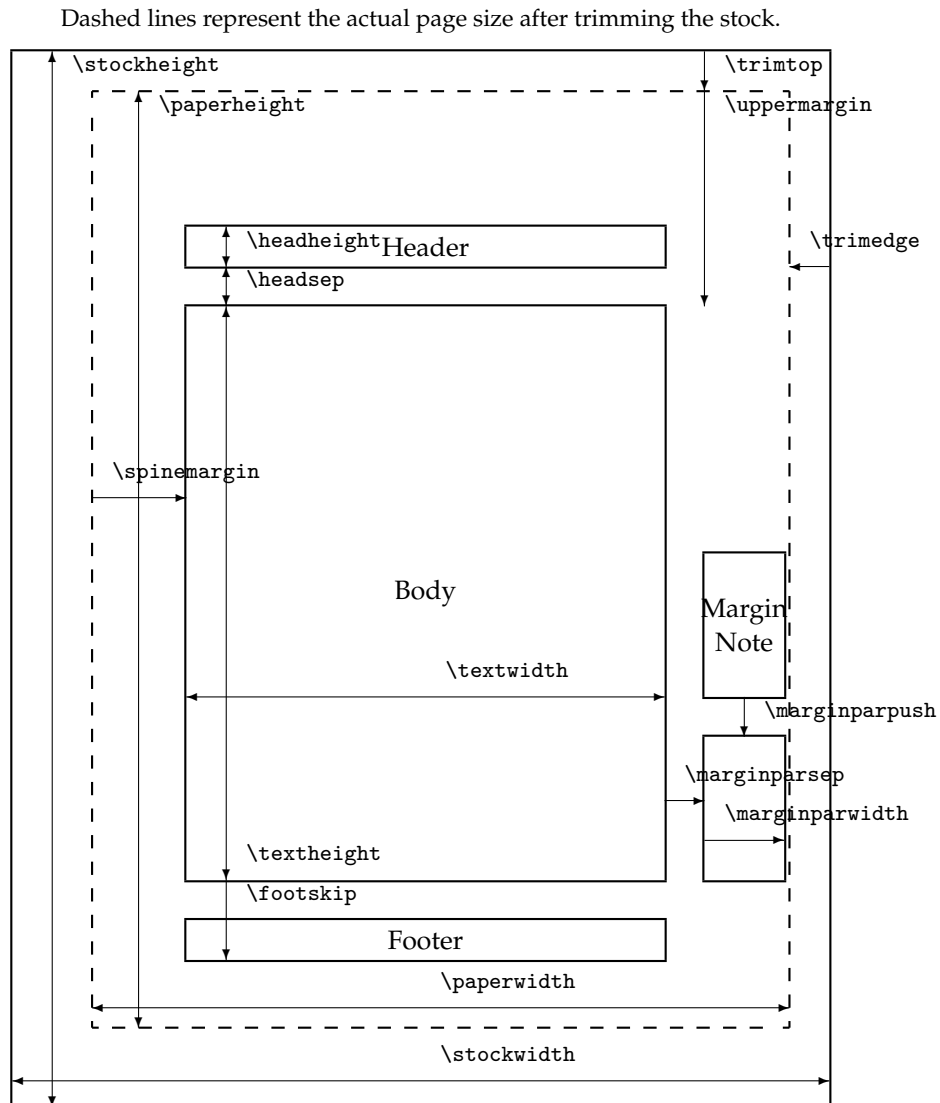 Dashed lines represent the actual page size after trimming the stock.
\stockheight
\trimtop
\paperheight
\uppermargin
\headheight
Header
\trimedge
\headsep
\spinemargin
Body
Margin
Note
\textwidth
\marginparpush
\marginparsep
\marginparwidth
\textheight
\footskip
Footer
\paperwidth
\stockwidth